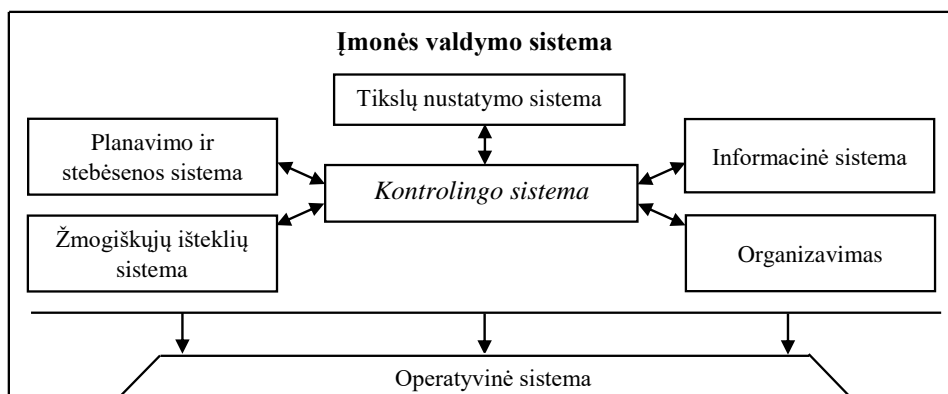 Įmonės valdymo sistema
Tikslų nustatymo sistema
Planavimo ir
stebėsenos sistema
Informacinė sistema
Kontrolingo sistema
Žmogiškųjų išteklių
sistema
Organizavimas
Operatyvinė sistema